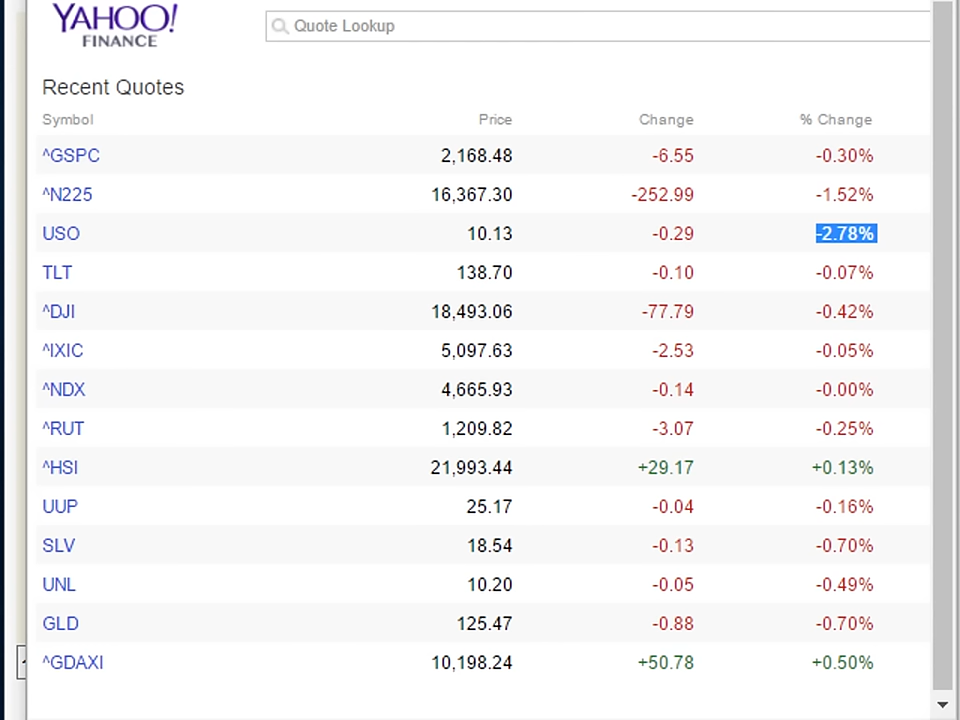 YAHOO!
FINANCE
Quote Lookup
Recent Quotes
Symbol Price Change % Change
^GSPC 2,168.48 -6.55 -0.30%
^N225 16,367.30 -252.99 -1.52%
USO 10.13 -0.29 -2.78%
TLT 138.70 -0.10 -0.07%
^DJI 18,493.06 -77.79 -0.42%
^IXIC 5,097.63 -2.53 -0.05%
^NDX 4,665.93 -0.14 -0.00%
^RUT 1,209.82 -3.07 -0.25%
^HSI 21,993.44 +29.17 +0.13%
UUP 25.17 -0.04 -0.16%
SLV 18.54 -0.13 -0.70%
UNL 10.20 -0.05 -0.49%
GLD 125.47 -0.88 -0.70%
^GDAXI 10,198.24 +50.78 +0.50%